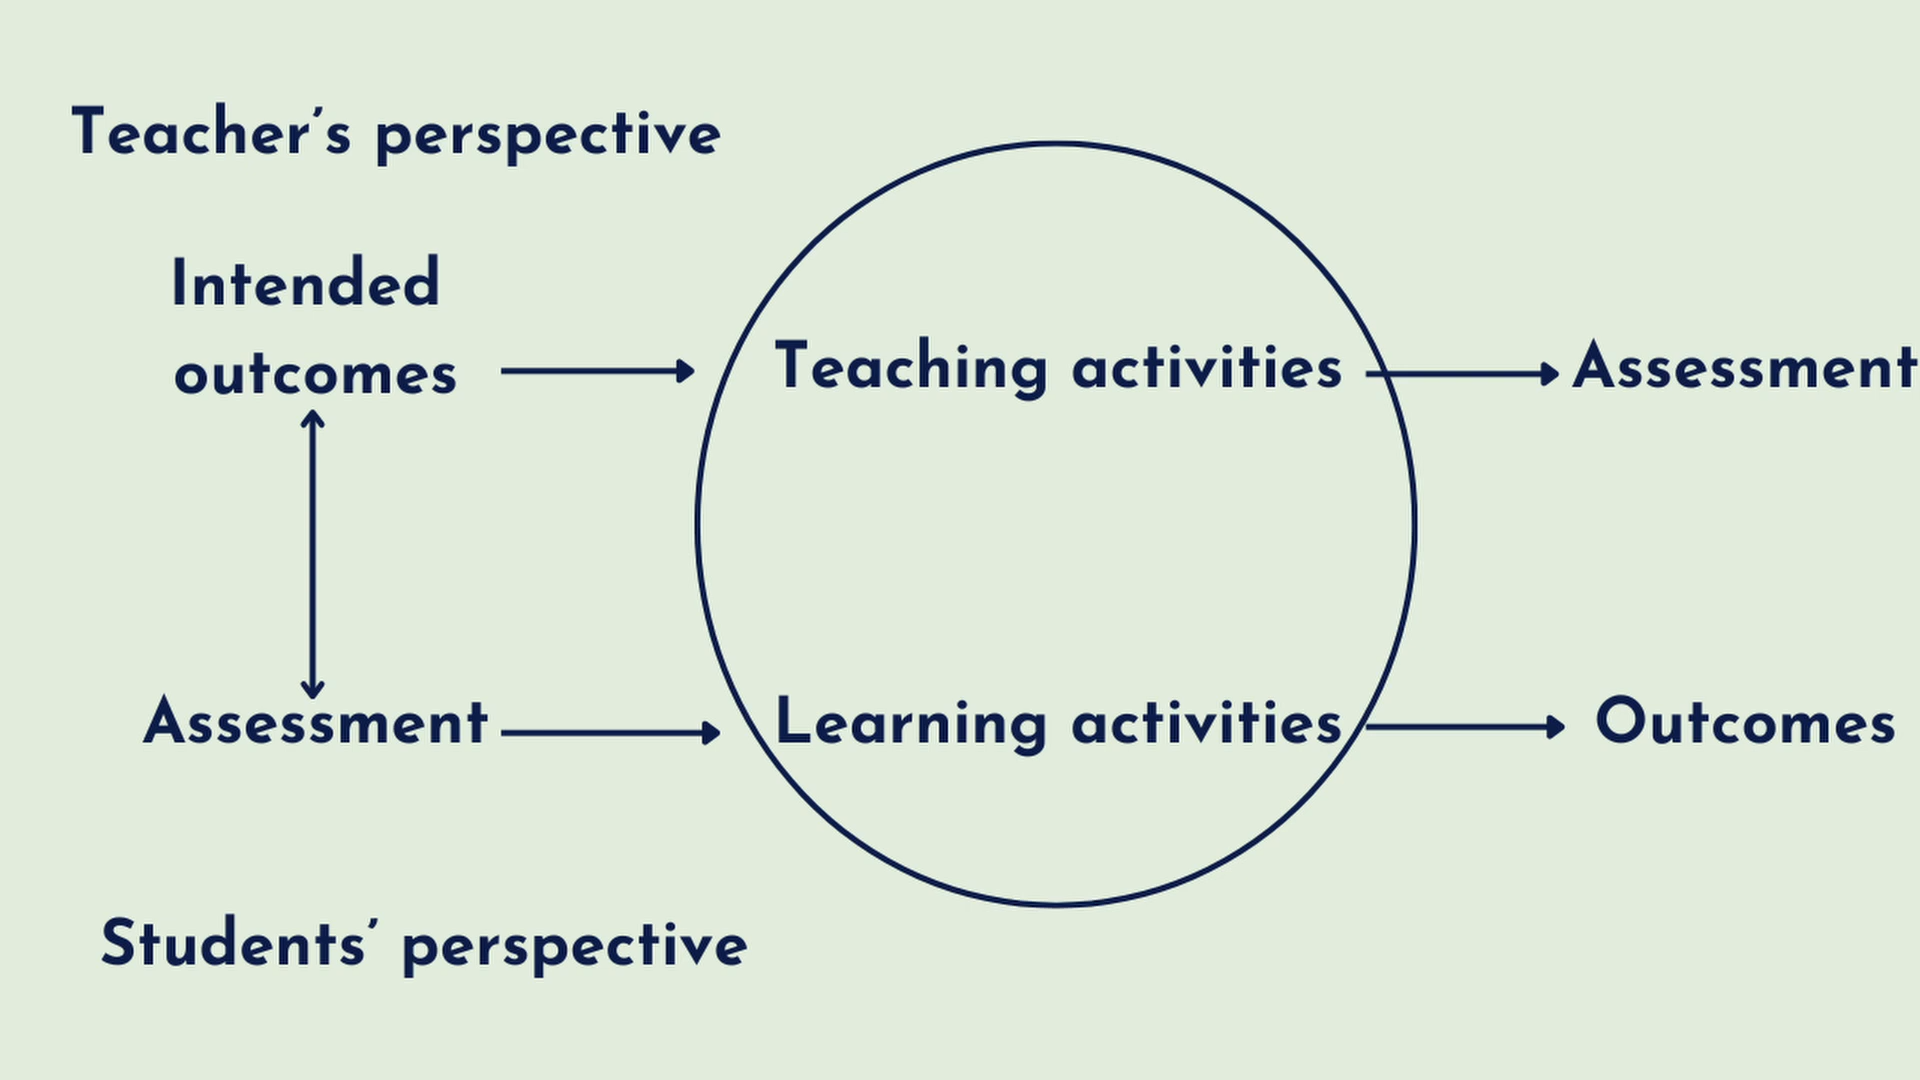 Teacher’s perspective
Intended
outcomes
Teaching activities
Assessment
Assessment
Learning activities
Outcomes
Students’ perspective